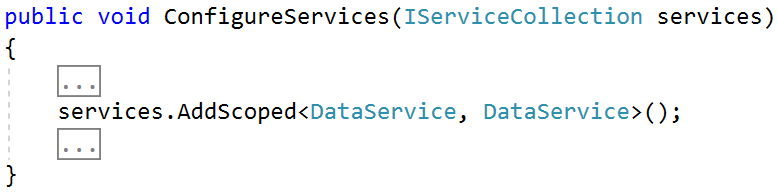 public void ConfigureServices(IServiceCollection services)
{
...
services.AddScoped<DataService, DataService>();
...
}